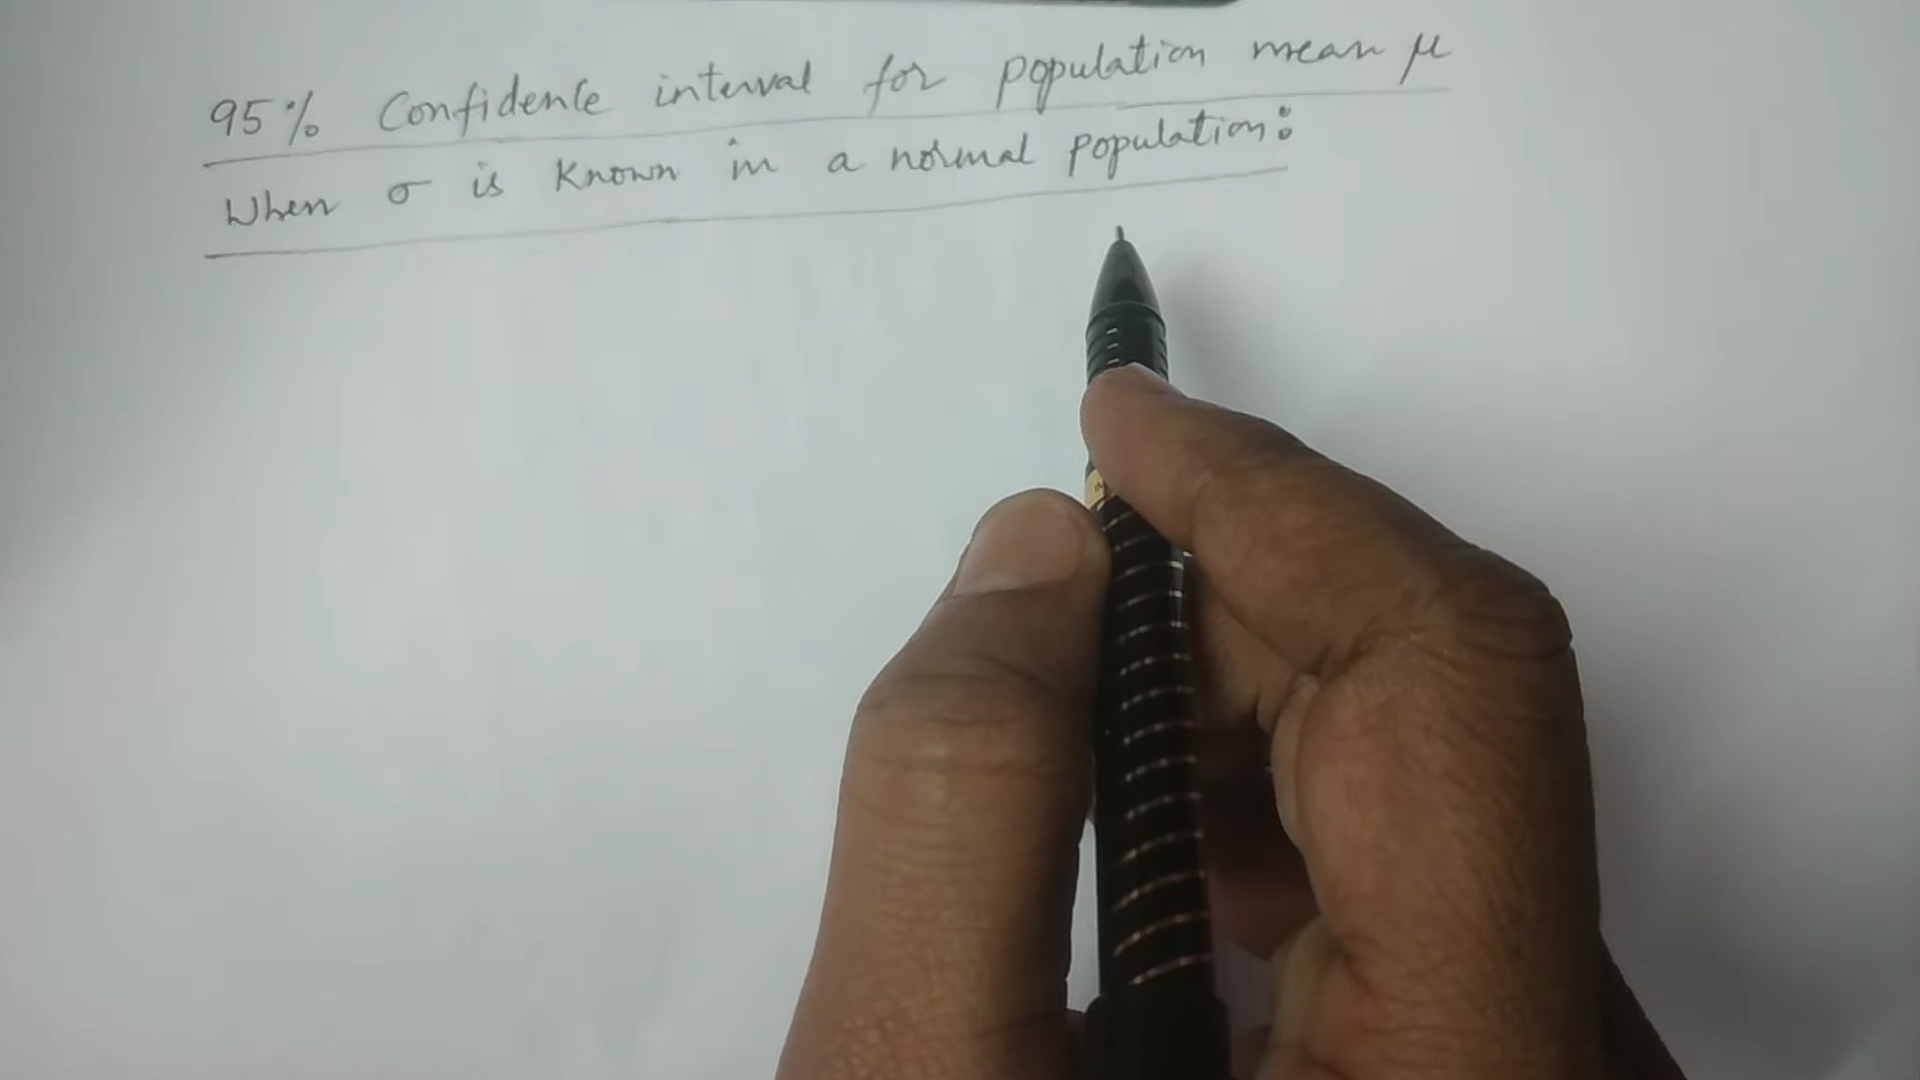 95% Confidence interval for population mean μ
When σ is known in a normal population: